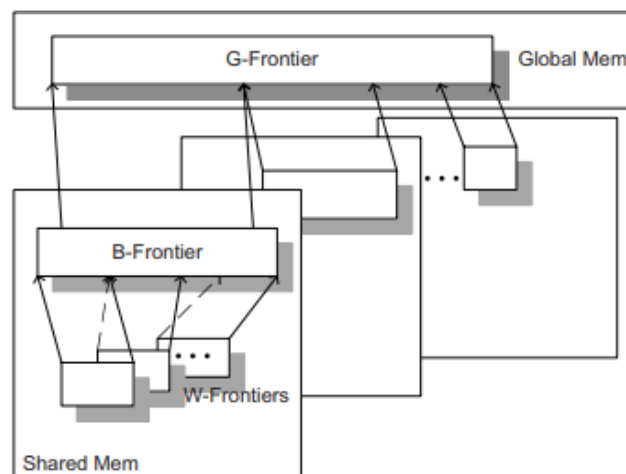 G-Frontier
Global Mem
B-Frontier
W-Frontiers
Shared Mem